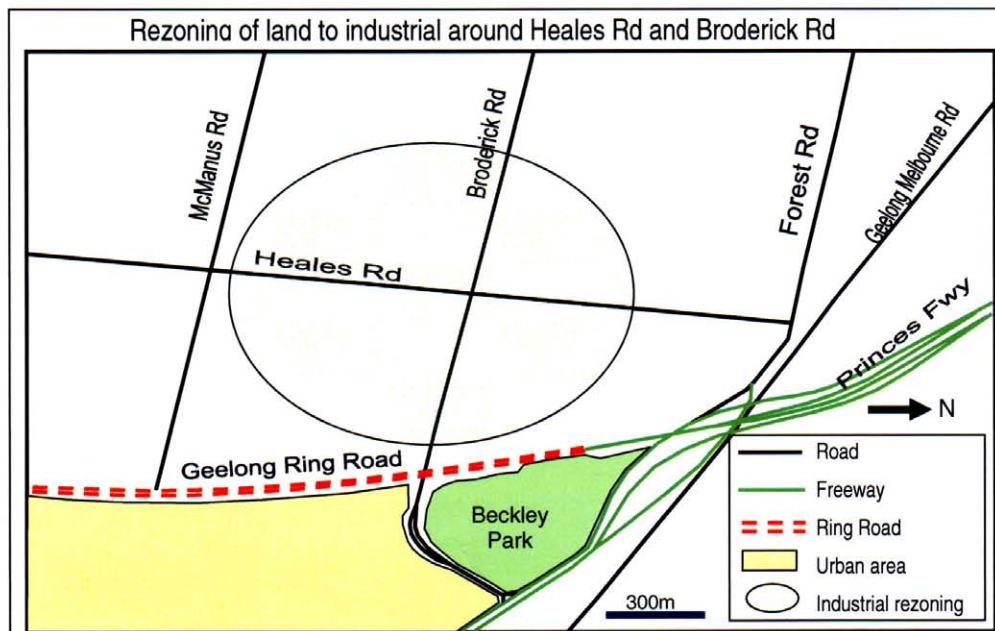 Rezoning of land to industrial around Heales Rd and Broderick Rd
McManus Rd
Broderick Rd
Forest Rd
Geelong Melbourne Rd
Heales Rd
Princes Fwy
N
Geelong Ring Road
Beckley
Park
300m
Road
Freeway
Ring Road
Urban area
Industrial rezoning